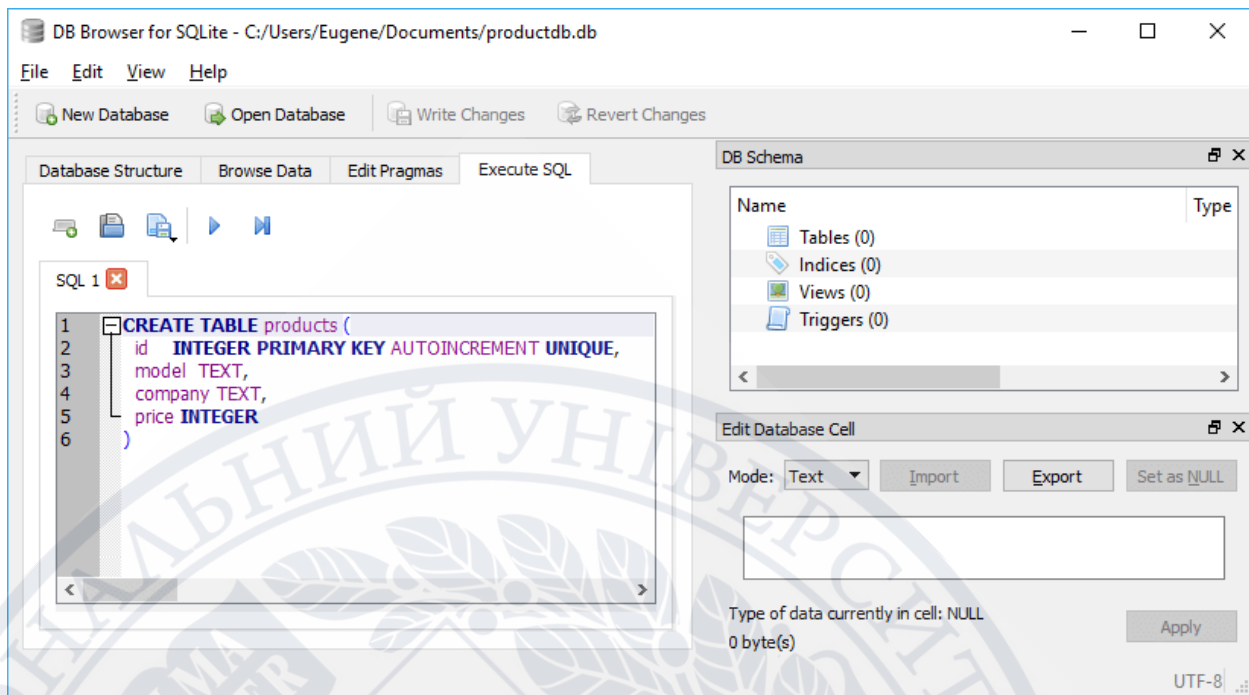 DB Browser for SQLite - C:/Users/Eugene/Documents/productdb.db
File Edit View Help
New Database Open Database Write Changes Revert Changes
Database Structure Browse Data Edit Pragmas Execute SQL
SQL 1
1 CREATE TABLE products (
2 id INTEGER PRIMARY KEY AUTOINCREMENT UNIQUE,
3 model TEXT,
4 company TEXT,
5 price INTEGER
6 )
DB Schema
Name Type
Tables (0)
Indices (0)
Views (0)
Triggers (0)
Edit Database Cell
Mode: Text Import Export Set as NULL
Type of data currently in cell: NULL
0 byte(s)
Apply
UTF-8